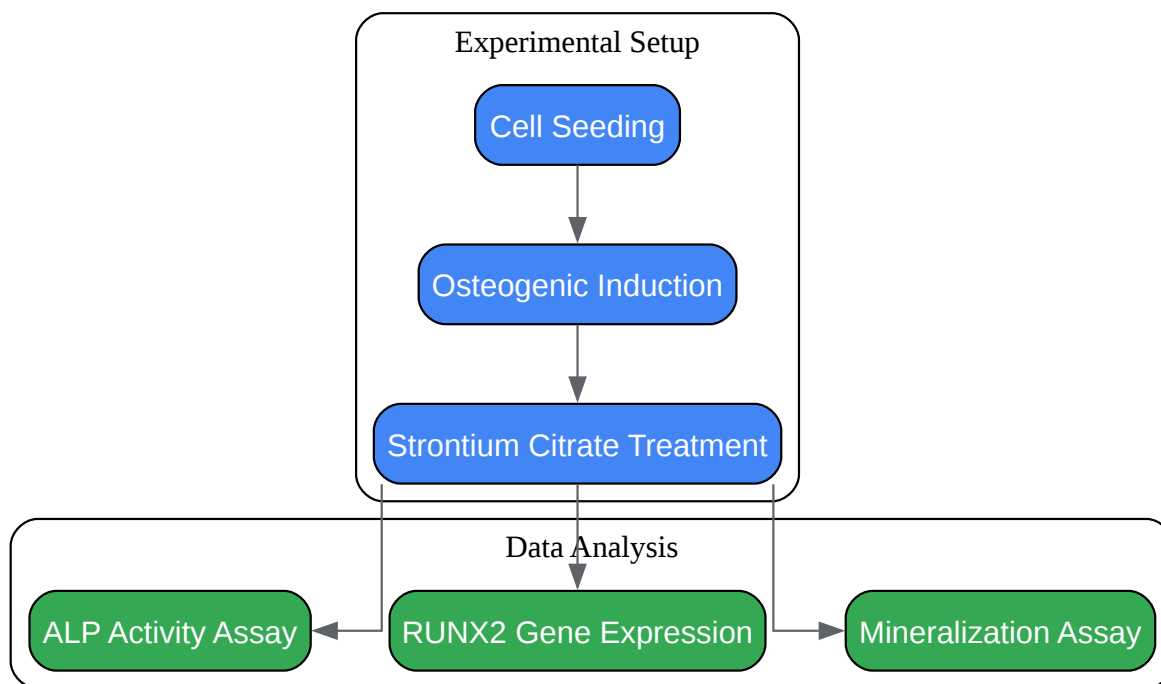 Experimental Setup
Cell Seeding
Osteogenic Induction
Strontium Citrate Treatment
Data Analysis
ALP Activity Assay
RUNX2 Gene Expression
Mineralization Assay